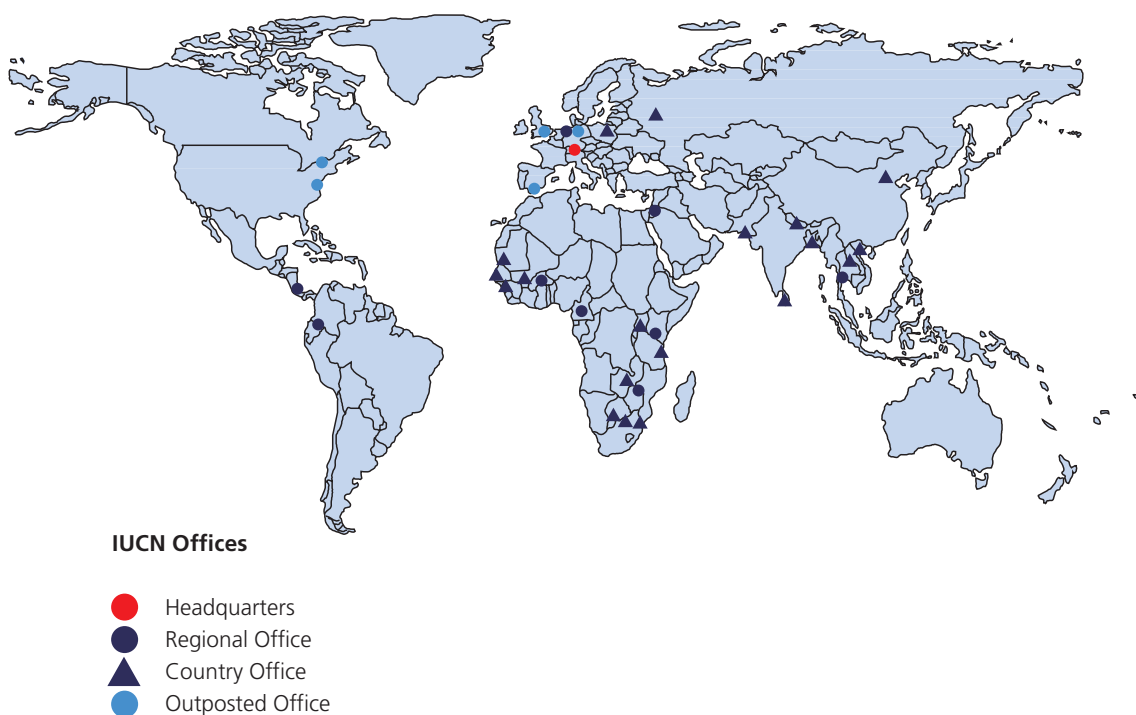 IUCN Offices
Headquarters
Regional Office
Country Office
Outposted Office